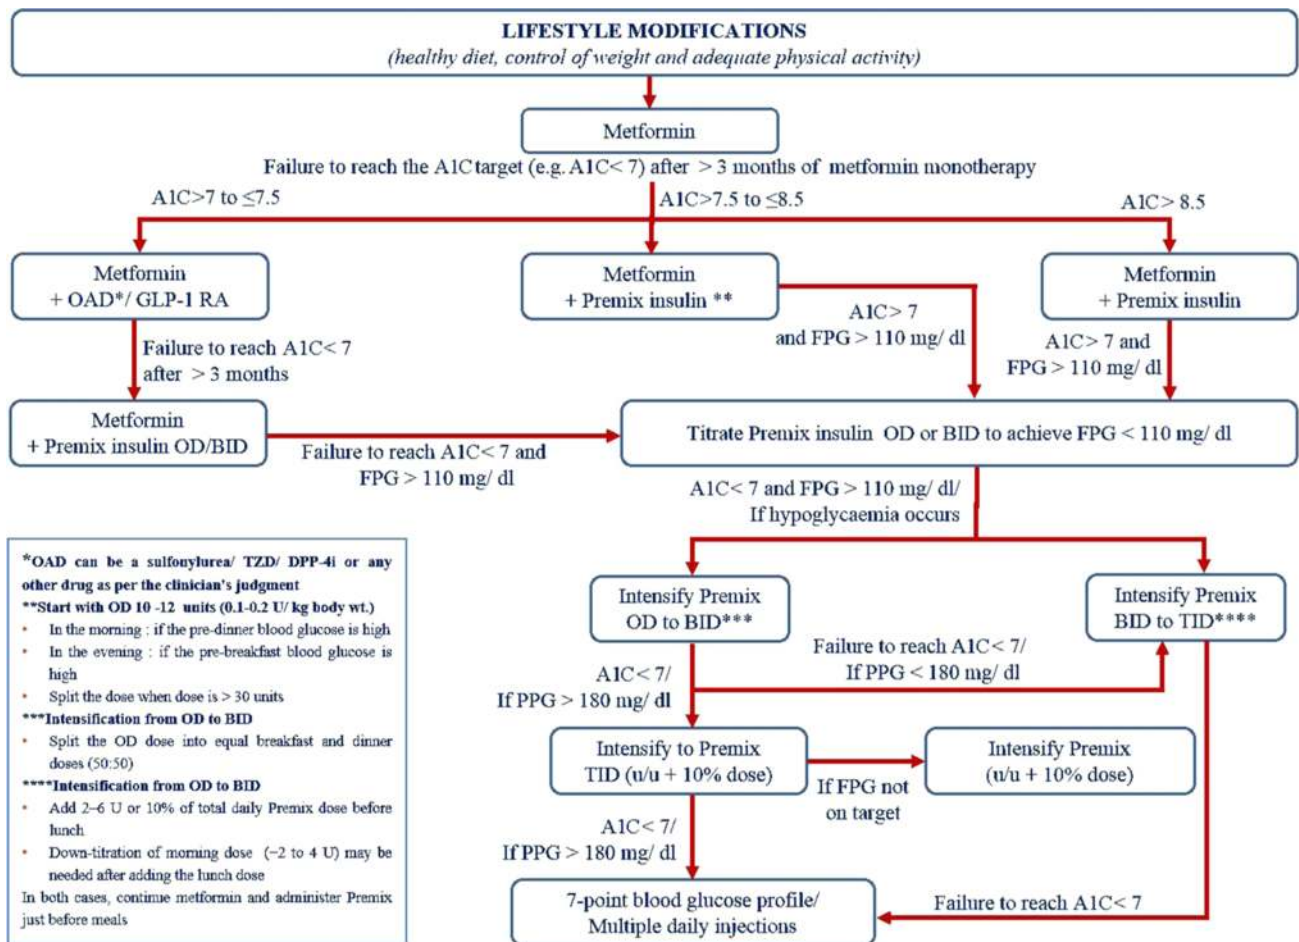 LIFESTYLE MODIFICATIONS
(healthy diet, control of weight and adequate physical activity)
Metformin
Failure to reach the A1C target (e.g. A1C< 7) after > 3 months of metformin monotherapy
A1C>7 to ≤7.5
A1C>7.5 to ≤8.5
A1C> 8.5
Metformin
+ OAD*/ GLP-1 RA
Metformin
+ Premix insulin **
Metformin
+ Premix insulin
Failure to reach A1C< 7
after > 3 months
A1C> 7
and FPG > 110 mg/ dl
A1C> 7 and
FPG > 110 mg/ dl
Metformin
+ Premix insulin OD/BID
Failure to reach A1C< 7 and
FPG > 110 mg/ dl
Titrate Premix insulin OD or BID to achieve FPG < 110 mg/ dl
A1C< 7 and FPG > 110 mg/ dl/
If hypoglycaemia occurs
Intensify Premix
OD to BID***
Intensify Premix
BID to TID****
Failure to reach A1C< 7/
If PPG < 180 mg/ dl
A1C< 7/
If PPG > 180 mg/ dl
Intensify to Premix
TID (u/u + 10% dose)
If FPG not
on target
Intensify Premix
(u/u + 10% dose)
A1C< 7/
If PPG > 180 mg/ dl
7-point blood glucose profile/
Multiple daily injections
Failure to reach A1C< 7
*OAD can be a sulfonylurea/ TZD/ DPP-4i or any
other drug as per the clinician's judgment
**Start with OD 10 -12 units (0.1-0.2 U/ kg body wt.)
• In the morning : if the pre-dinner blood glucose is high
• In the evening : if the pre-breakfast blood glucose is
high
• Split the dose when dose is > 30 units
***Intensification from OD to BID
• Split the OD dose into equal breakfast and dinner
doses (50:50)
****Intensification from OD to BID
• Add 2–6 U or 10% of total daily Premix dose before
lunch
• Down-titration of morning dose (−2 to 4 U) may be
needed after adding the lunch dose
In both cases, continue metformin and administer Premix
just before meals